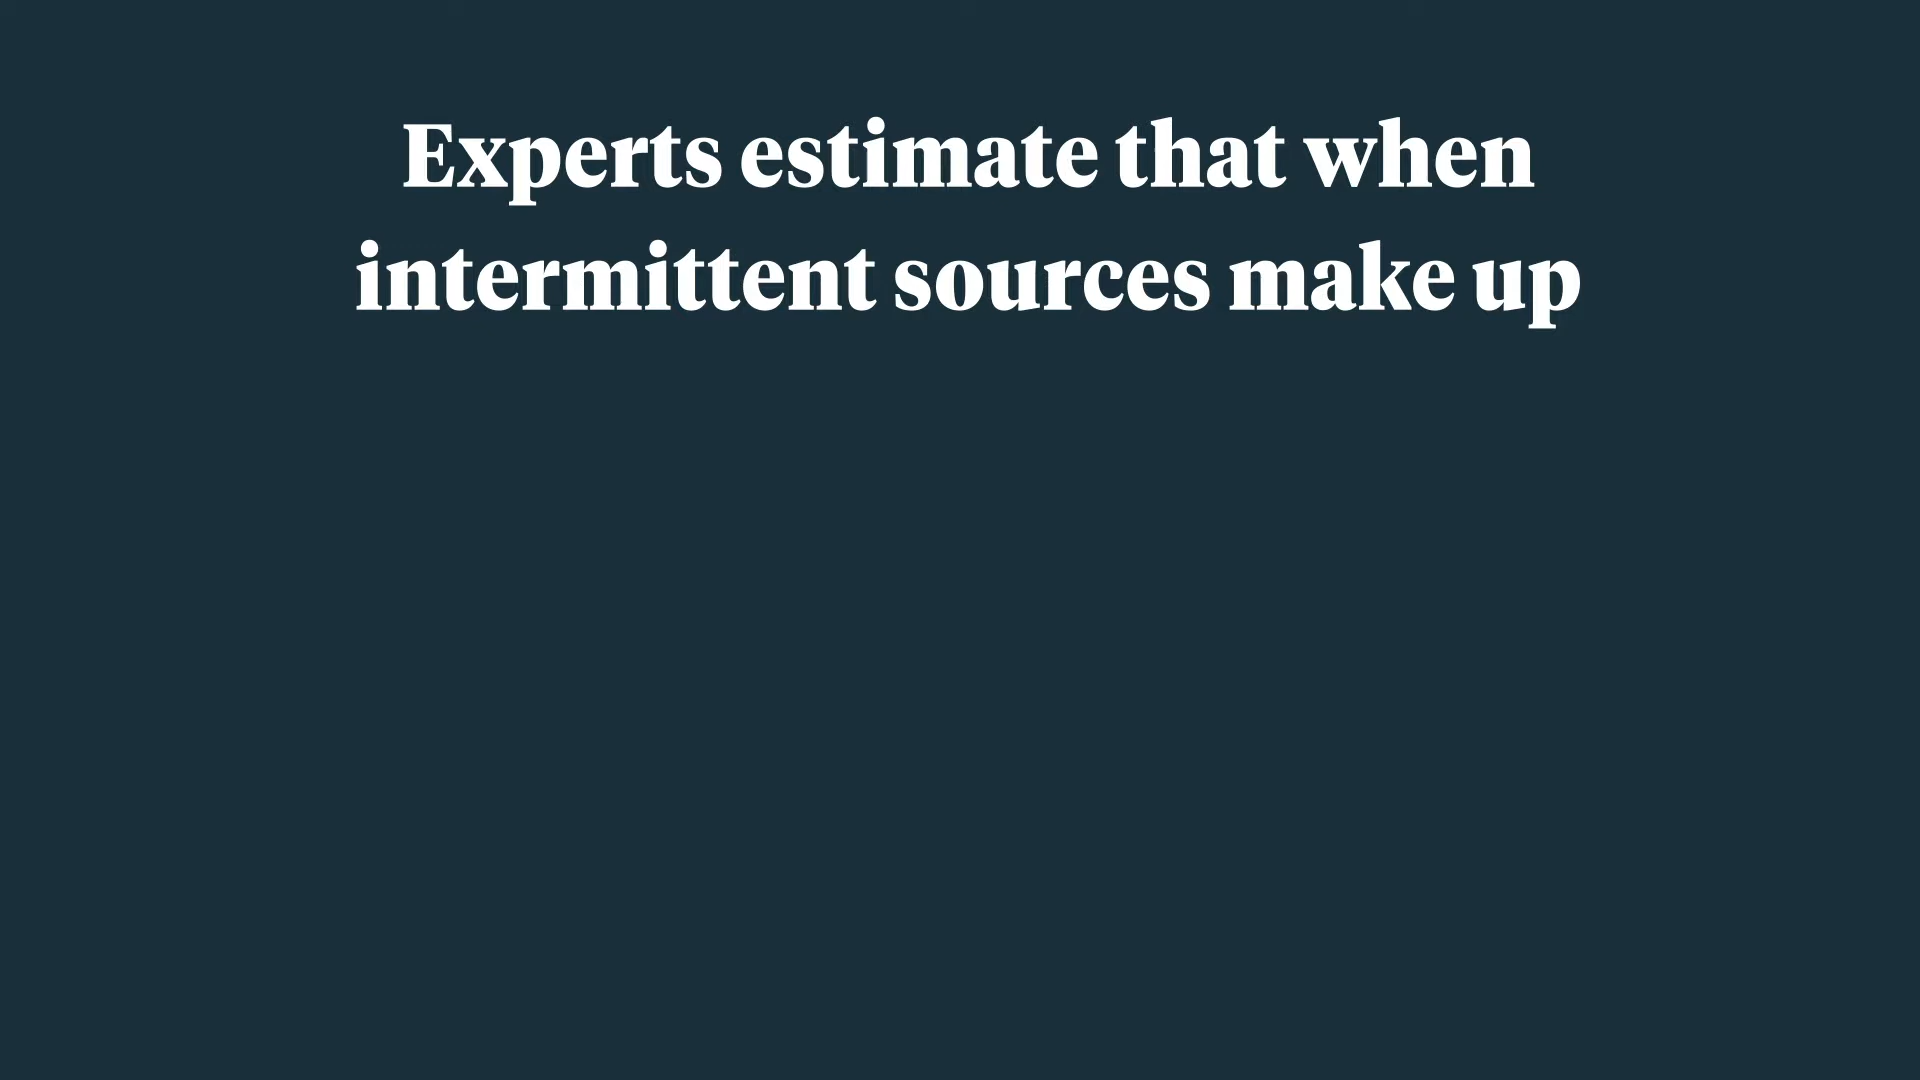 Experts estimate that when
intermittent sources make up